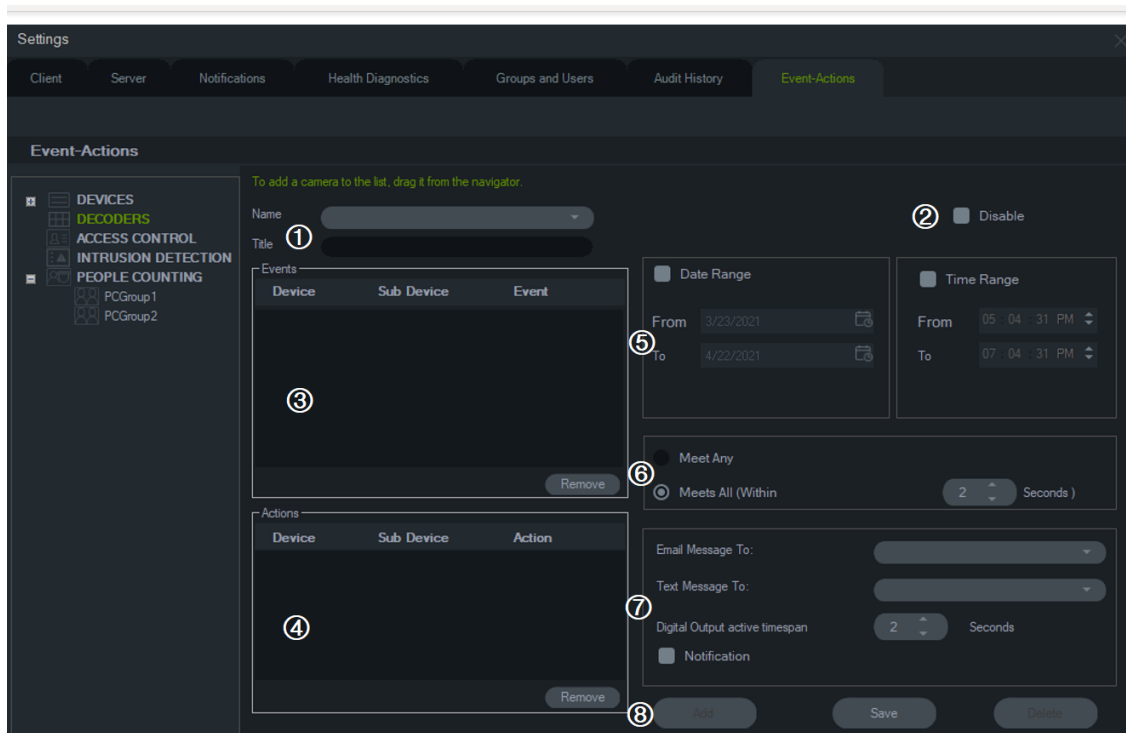 Settings
Client Server Notifications Health Diagnostics Groups and Users Audit History Event-Actions
Event-Actions
DEVICES
DECODERS
ACCESS CONTROL
INTRUSION DETECTION
PEOPLE COUNTING
PCGroup1
PCGroup2
To add a camera to the list, drag it from the navigator.
Name
① 
Title
② Disable
Events
Device Sub Device Event
③
Remove
Actions
Device Sub Device Action
④
Remove
Date Range
From 3/23/2021
⑤
To 4/22/2021
Time Range
From 05 : 04 : 31 PM
To 07 : 04 : 31 PM
Meet Any
⑥
Meets All (Within 2 Seconds )
Email Message To:
Text Message To:
⑦
Digital Output active timespan 2 Seconds
Notification
⑧ Add Save Delete